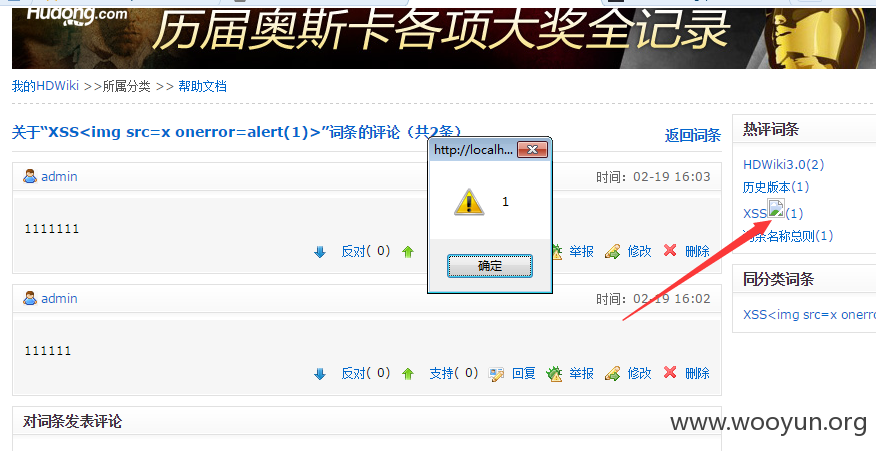 Hudong.com
历届奥斯卡各项大奖全记录
我的HDWiki >>所属分类 >> 帮助文档
关于“XSS<img src=x onerror=alert(1)>”词条的评论（共2条）
返回词条
admin
时间：02-19 16:03
1111111
反对( 0)
举报 修改 删除
admin
时间：02-19 16:02
111111
反对( 0) 支持( 0) 回复 举报 修改 删除
对词条发表评论
http://localh...
1
确定
热评词条
HDWiki3.0(2)
历史版本(1)
XSS(1)
词条名称总则(1)
同分类词条
XSS<img src=x onerro
www.wooyun.org